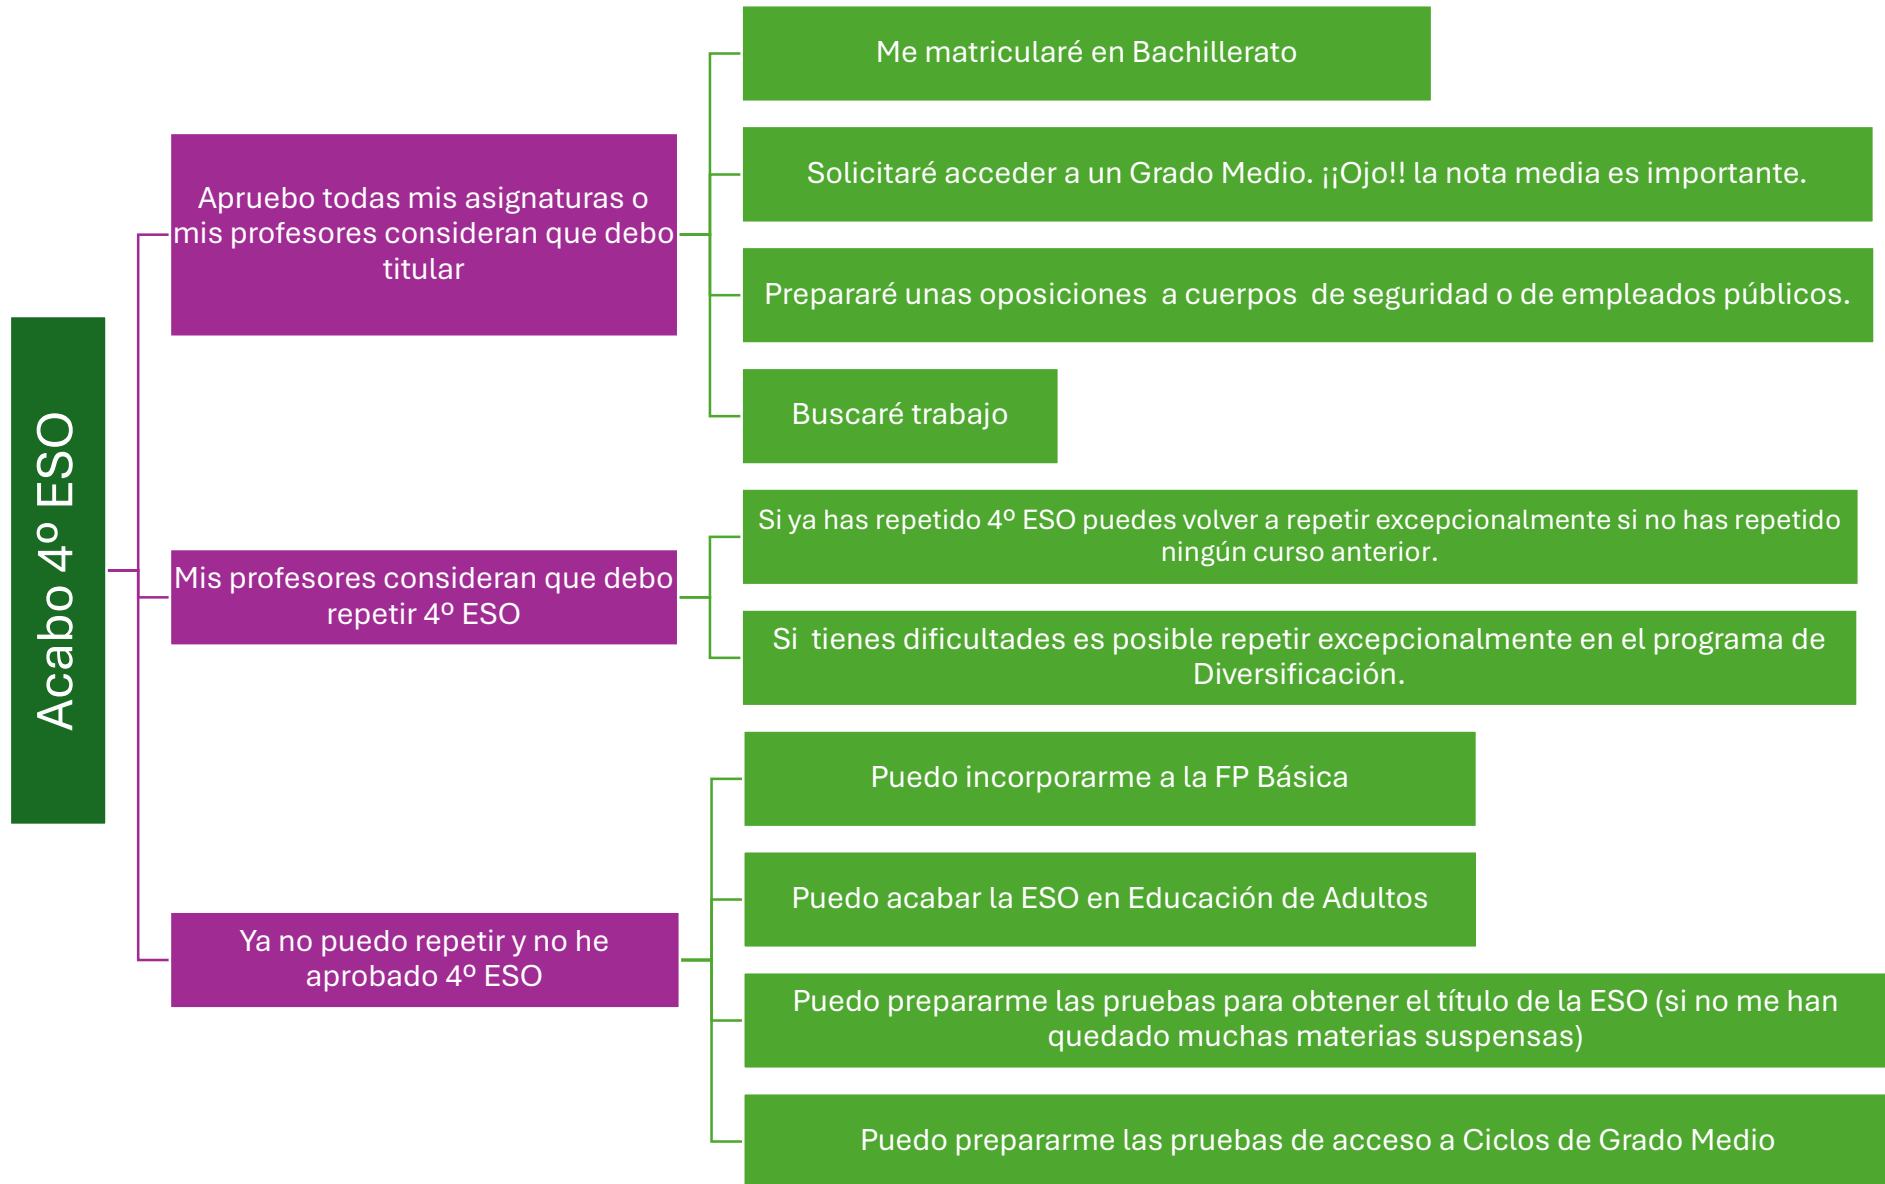 Acabo 4º ESO
Apruebo todas mis asignaturas o
mis profesores consideran que debo
titular
Me matricularé en Bachillerato
Solicitaré acceder a un Grado Medio. ¡¡Ojo!! la nota media es importante.
Prepararé unas oposiciones  a cuerpos  de seguridad o de empleados públicos.
Buscaré trabajo
Mis profesores consideran que debo
repetir 4º ESO
Si ya has repetido 4º ESO puedes volver a repetir excepcionalmente si no has repetido
ningún curso anterior.
Si  tienes dificultades es posible repetir excepcionalmente en el programa de
Diversificación.
Ya no puedo repetir y no he
aprobado 4º ESO
Puedo incorporarme a la FP Básica
Puedo acabar la ESO en Educación de Adultos
Puedo prepararme las pruebas para obtener el título de la ESO (si no me han
quedado muchas materias suspensas)
Puedo prepararme las pruebas de acceso a Ciclos de Grado Medio